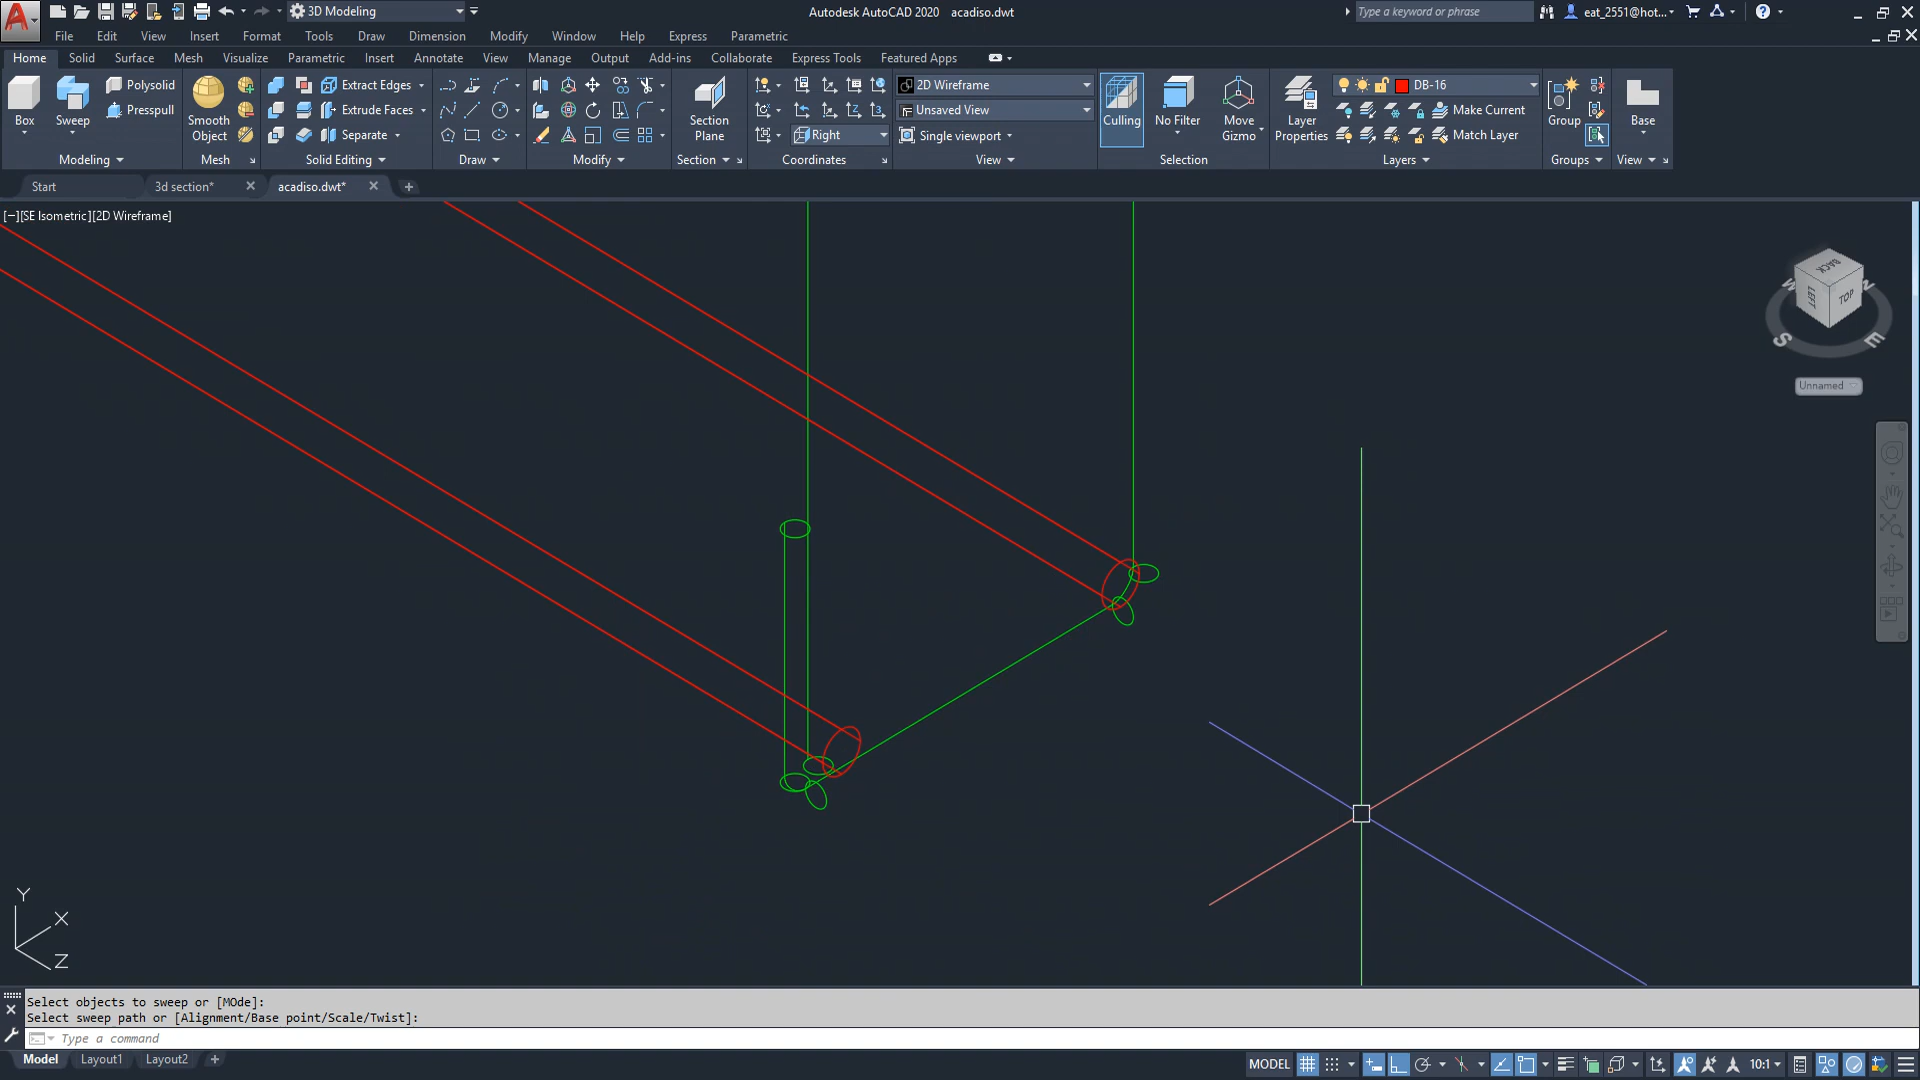 3D Modeling
Autodesk AutoCAD 2020 acadiso.dwt
Type a keyword or phrase
eat_2551@hot...
File Edit View Insert Format Tools Draw Dimension Modify Window Help Express Parametric
Home Solid Surface Mesh Visualize Parametric Insert Annotate View Manage Output Add-ins Collaborate Express Tools Featured Apps
Box
Sweep
Polysolid
Presspull
Modeling
Smooth Object
Mesh
Extract Edges
Extrude Faces
Separate
Solid Editing
Draw
Modify
Section Plane
Section
Right
Coordinates
2D Wireframe
Unsaved View
Single viewport
View
Culling
No Filter
Move Gizmo
Selection
Layer Properties
DB-16
Make Current
Match Layer
Layers
Group
Groups
Base
View
Start 3d section* acadiso.dwt*
[−][SE Isometric][2D Wireframe]
BACK
LEFT
TOP
W
N
S
E
Unnamed
Y
X
Z
Select objects to sweep or [MOde]:
Select sweep path or [Alignment/Base point/Scale/Twist]:
Type a command
Model Layout1 Layout2
MODEL
10:1